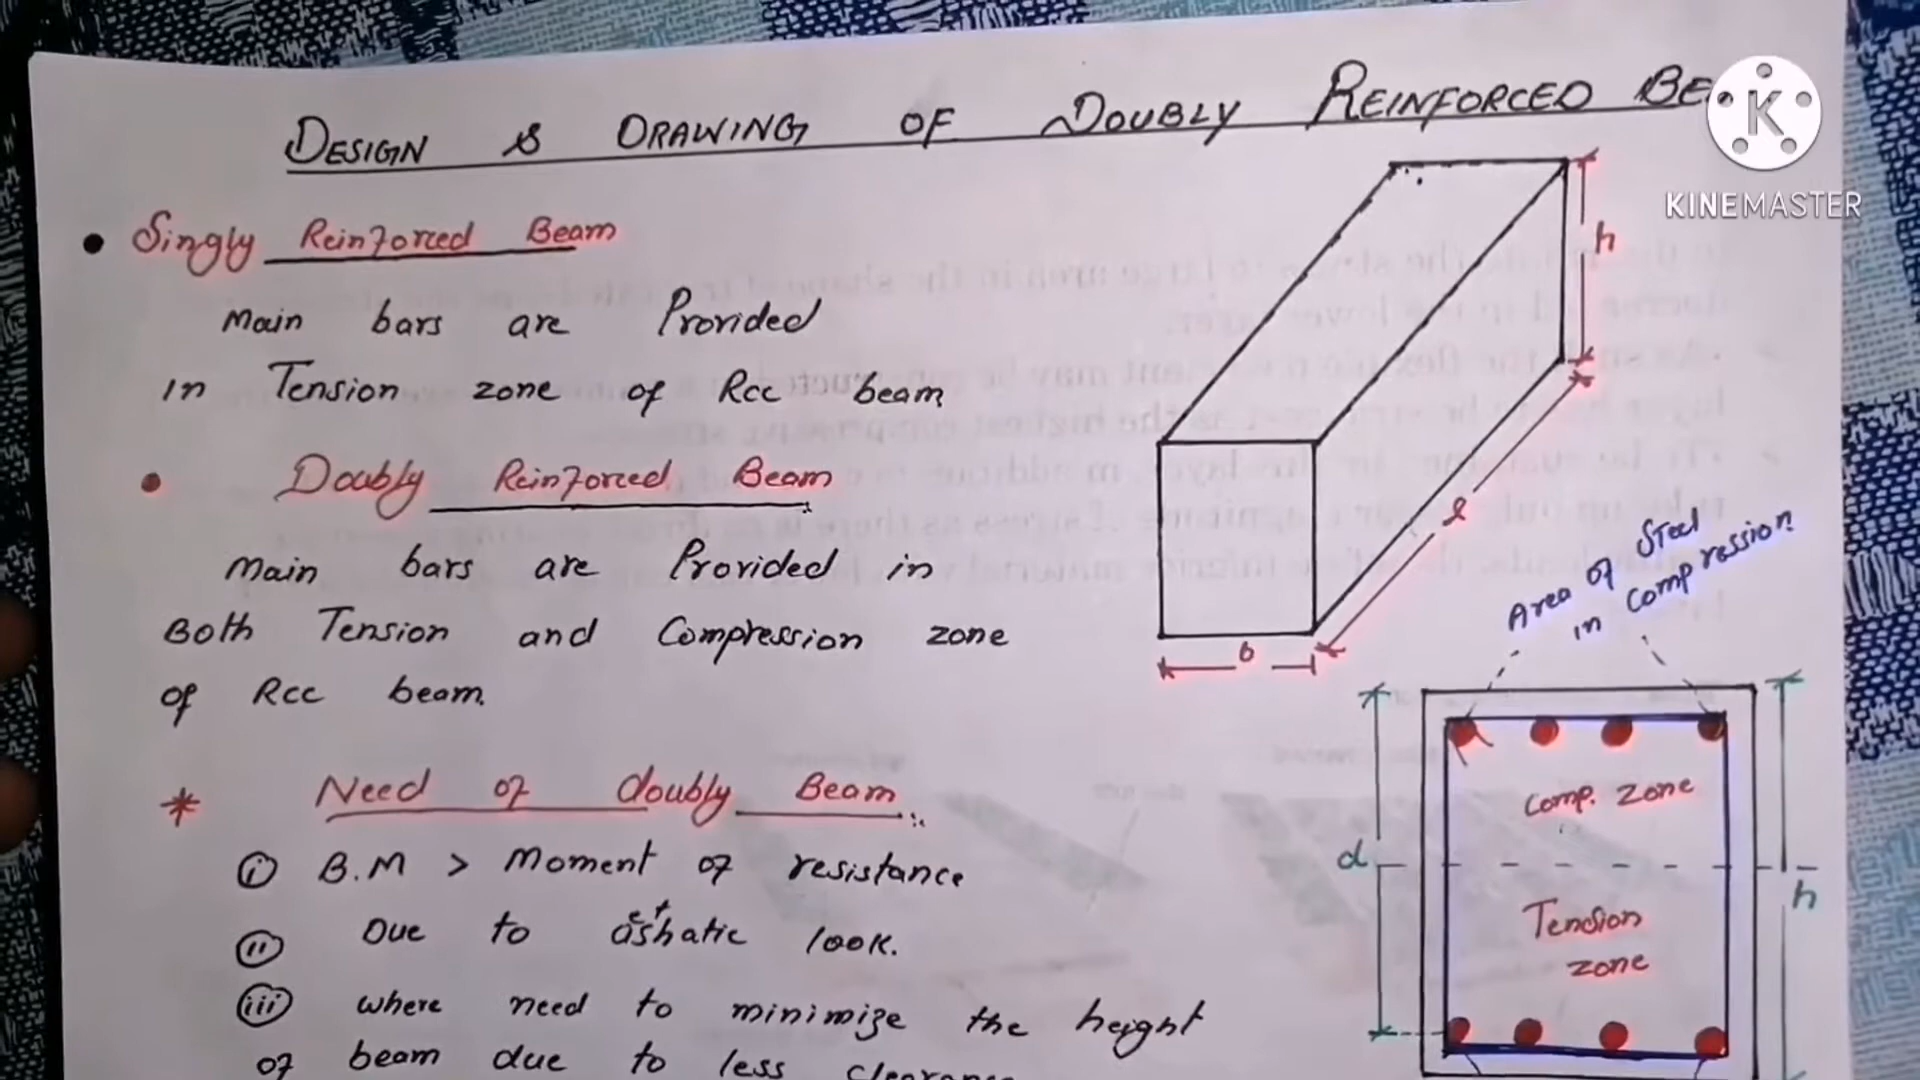 DESIGN & DRAWING OF DOUBLY REINFORCED BE
KINEMASTER
• Singly Reinforced Beam
Main bars are Provided
in Tension zone of Rcc beam
• Doubly Reinforced Beam
Main bars are Provided in
Both Tension and Compression zone
of Rcc beam.
* Need of doubly Beam
(i) B.M > Moment of resistance
(ii) Due to asthatic look.
(iii) where need to minimize the height
of beam due to less clearance
h
l
b
Area of Steel
in Compression
Comp. zone
d
h
Tension
zone